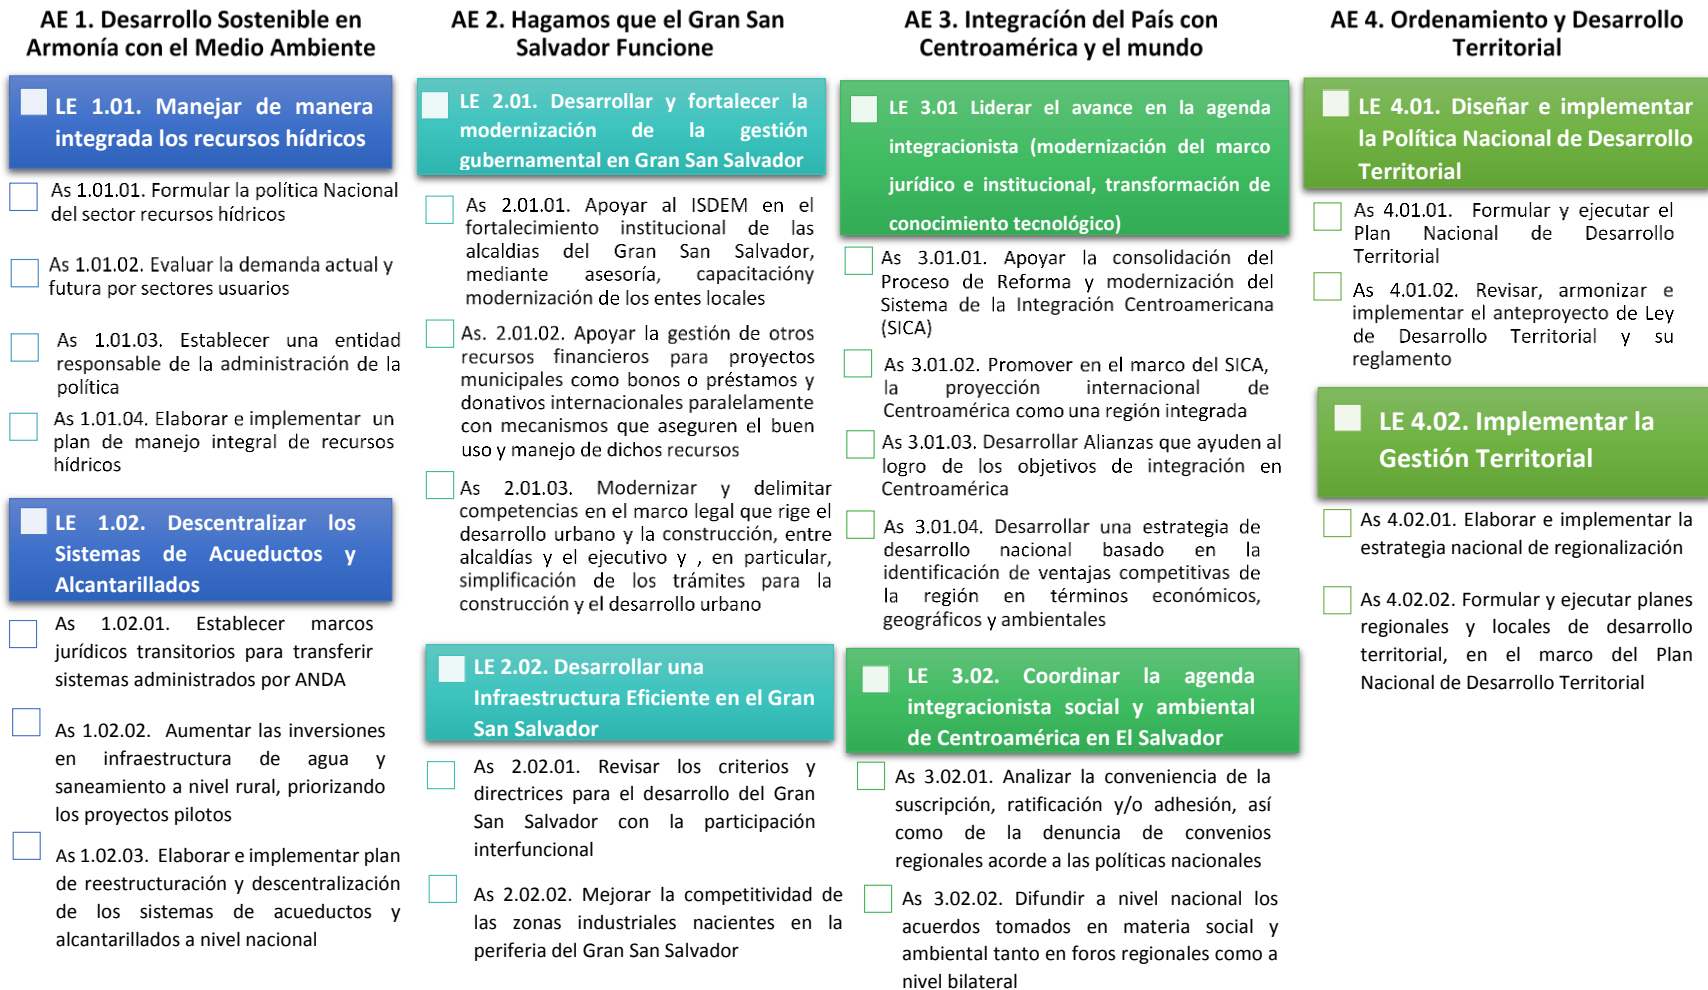 AE 1. Desarrollo Sostenible en
Armonía con el Medio Ambiente
LE 1.01. Manejar de manera
integrada los recursos hídricos
As 1.01.01. Formular la política Nacional
del sector recursos hídricos
As 1.01.02. Evaluar la demanda actual y
futura por sectores usuarios
As 1.01.03. Establecer una entidad
responsable de la administración de la
política
As 1.01.04. Elaborar e implementar un
plan de manejo integral de recursos
hídricos
LE 1.02. Descentralizar los
Sistemas de Acueductos y
Alcantarillados
As 1.02.01. Establecer marcos
jurídicos transitorios para transferir
sistemas administrados por ANDA
As 1.02.02. Aumentar las inversiones
en infraestructura de agua y
saneamiento a nivel rural, priorizando
los proyectos pilotos
As 1.02.03. Elaborar e implementar plan
de reestructuración y descentralización
de los sistemas de acueductos y
alcantarillados a nivel nacional
AE 2. Hagamos que el Gran San
Salvador Funcione
LE 2.01. Desarrollar y fortalecer la
modernización de la gestión
gubernamental en Gran San Salvador
As 2.01.01. Apoyar al ISDEM en el
fortalecimiento institucional de las
alcaldias del Gran San Salvador,
mediante asesoría, capacitacióny
modernización de los entes locales
As. 2.01.02. Apoyar la gestión de otros
recursos financieros para proyectos
municipales como bonos o préstamos y
donativos internacionales paralelamente
con mecanismos que aseguren el buen
uso y manejo de dichos recursos
As 2.01.03. Modernizar y delimitar
competencias en el marco legal que rige el
desarrollo urbano y la construcción, entre
alcaldías y el ejecutivo y , en particular,
simplificación de los trámites para la
construcción y el desarrollo urbano
LE 2.02. Desarrollar una
Infraestructura Eficiente en el Gran
San Salvador
As 2.02.01. Revisar los criterios y
directrices para el desarrollo del Gran
San Salvador con la participación
interfuncional
As 2.02.02. Mejorar la competitividad de
las zonas industriales nacientes en la
periferia del Gran San Salvador
AE 3. Integración del País con
Centroamérica y el mundo
LE 3.01 Liderar el avance en la agenda
integracionista (modernización del marco
jurídico e institucional, transformación de
conocimiento tecnológico)
As 3.01.01. Apoyar la consolidación del
Proceso de Reforma y modernización del
Sistema de la Integración Centroamericana
(SICA)
As 3.01.02. Promover en el marco del SICA,
la proyección internacional de
Centroamérica como una región integrada
As 3.01.03. Desarrollar Alianzas que ayuden al
logro de los objetivos de integración en
Centroamérica
As 3.01.04. Desarrollar una estrategia de
desarrollo nacional basado en la
identificación de ventajas competitivas de
la región en términos económicos,
geográficos y ambientales
LE 3.02. Coordinar la agenda
integracionista social y ambiental
de Centroamérica en El Salvador
As 3.02.01. Analizar la conveniencia de la
suscripción, ratificación y/o adhesión, así
como de la denuncia de convenios
regionales acorde a las políticas nacionales
As 3.02.02. Difundir a nivel nacional los
acuerdos tomados en materia social y
ambiental tanto en foros regionales como a
nivel bilateral
AE 4. Ordenamiento y Desarrollo
Territorial
LE 4.01. Diseñar e implementar
la Política Nacional de Desarrollo
Territorial
As 4.01.01. Formular y ejecutar el
Plan Nacional de Desarrollo
Territorial
As 4.01.02. Revisar, armonizar e
implementar el anteproyecto de Ley
de Desarrollo Territorial y su
reglamento
LE 4.02. Implementar la
Gestión Territorial
As 4.02.01. Elaborar e implementar la
estrategia nacional de regionalización
As 4.02.02. Formular y ejecutar planes
regionales y locales de desarrollo
territorial, en el marco del Plan
Nacional de Desarrollo Territorial